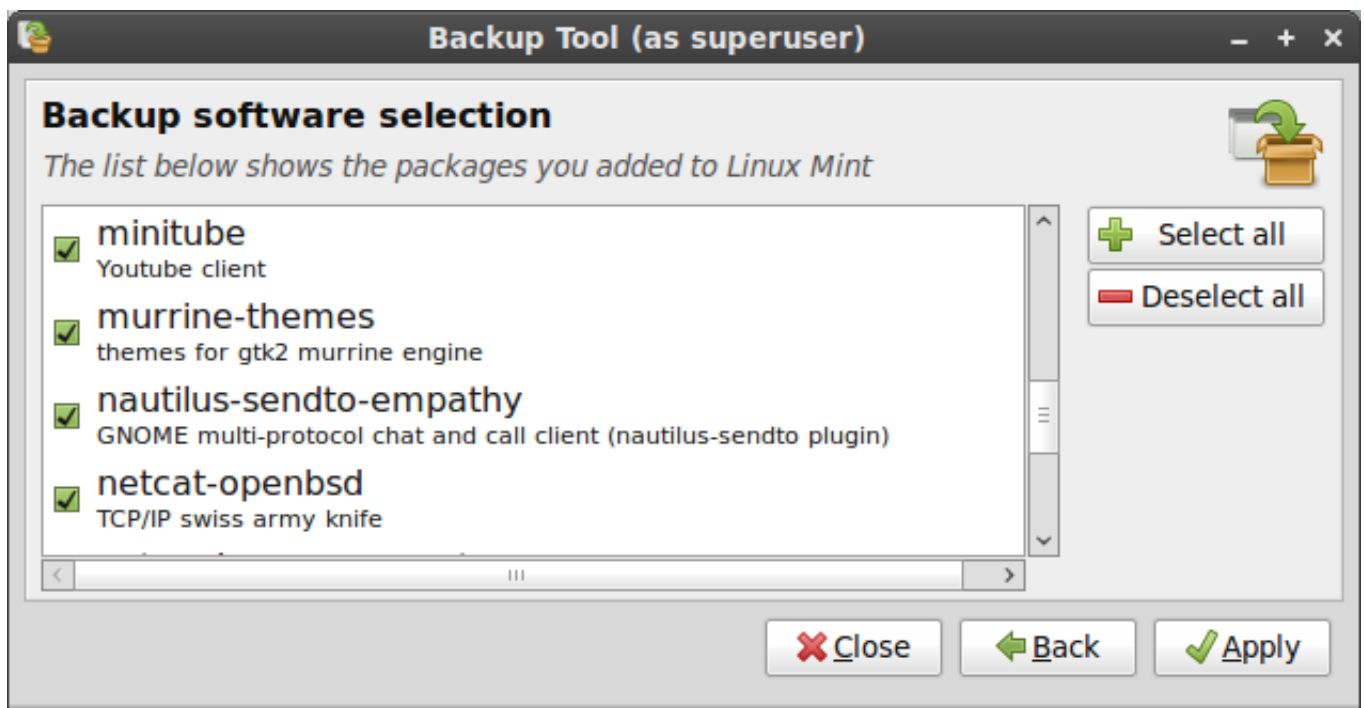 Backup Tool (as superuser)
Backup software selection
The list below shows the packages you added to Linux Mint
minitube
Youtube client
murrine-themes
themes for gtk2 murrine engine
nautilus-sendto-empathy
GNOME multi-protocol chat and call client (nautilus-sendto plugin)
netcat-openbsd
TCP/IP swiss army knife
Select all
Deselect all
Close
Back
Apply